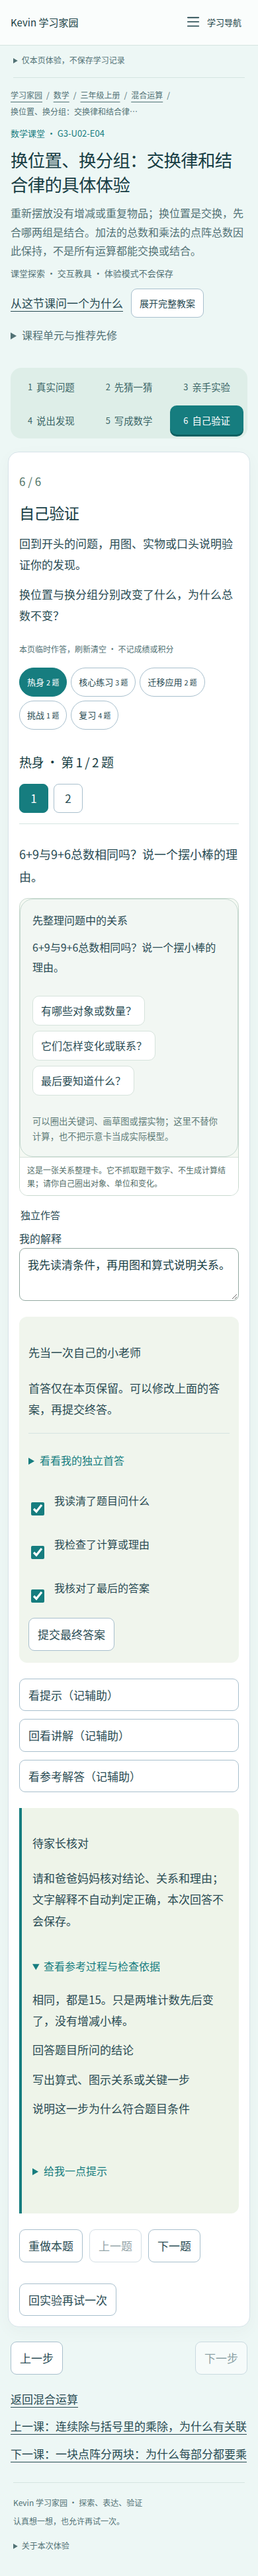 Kevin 学习家园
学习导航
仅本页体验，不保存学习记录
学习家园 / 数学 / 三年级上册 / 混合运算 /
换位置、换分组：交换律和结合律⋯
数学课堂 · G3-U02-E04
换位置、换分组：交换律和结
合律的具体体验
重新摆放没有增减或重复物品；换位置是交换，先
合哪两组是结合。加法的总数和乘法的点阵总数因
此保持，不是所有运算都能交换或结合。
课堂探索 · 交互教具 · 体验模式不会保存
从这节课问一个为什么
展开完整教案
课程单元与推荐先修
1 真实问题
2 先猜一猜
3 亲手实验
4 说出发现
5 写成数学
6 自己验证
6 / 6
自己验证
回到开头的问题，用图、实物或口头说明验
证你的发现。
换位置与换分组分别改变了什么，为什么总
数不变？
本页临时作答，刷新清空 · 不记成绩或积分
热身 2 题
核心练习 3 题
迁移应用 2 题
挑战 1 题
复习 4 题
热身 · 第 1 / 2 题
1
2
6+9与9+6总数相同吗？说一个摆小棒的理
由。
先整理问题中的关系
6+9与9+6总数相同吗？说一个摆小棒的
理由。
有哪些对象或数量？
它们怎样变化或联系？
最后要知道什么？
可以圈出关键词、画草图或摆实物；这里不替你
计算，也不把示意卡当成实际模型。
这是一张关系整理卡。它不抓取题干数字、不生成计算结
果；请你自己圈出对象、单位和变化。
独立作答
我的解释
我先读清条件，再用图和算式说明关系。
先当一次自己的小老师
首答仅在本页保留。可以修改上面的答
案，再提交终答。
看看我的独立首答
我读清了题目问什么
我检查了计算或理由
我核对了最后的答案
提交最终答案
看提示（记辅助）
回看讲解（记辅助）
看参考解答（记辅助）
待家长核对
请和爸爸妈妈核对结论、关系和理由；
文字解释不自动判定正确，本次回答不
会保存。
查看参考过程与检查依据
相同，都是15。只是两堆计数先后变
了，没有增减小棒。
回答题目所问的结论
写出算式、图示关系或关键一步
说明这一步为什么符合题目条件
给我一点提示
重做本题
上一题
下一题
回实验再试一次
上一步
下一步
返回混合运算
上一课：连续除与括号里的乘除，为什么有关联
下一课：一块点阵分两块：为什么每部分都要乘
Kevin 学习家园 · 探索、表达、验证
认真想一想，也允许再试一次。
关于本次体验